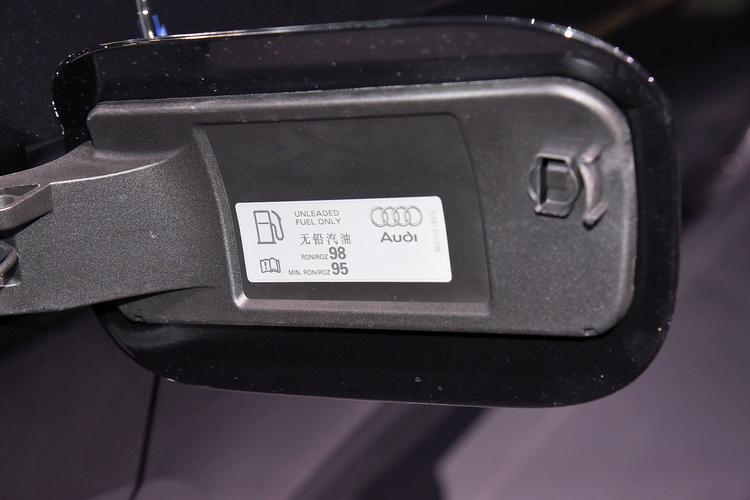 UNLEADED
FUEL ONLY
无铅汽油
RON/ROZ 98
MIN. RON/ROZ 95
Audi